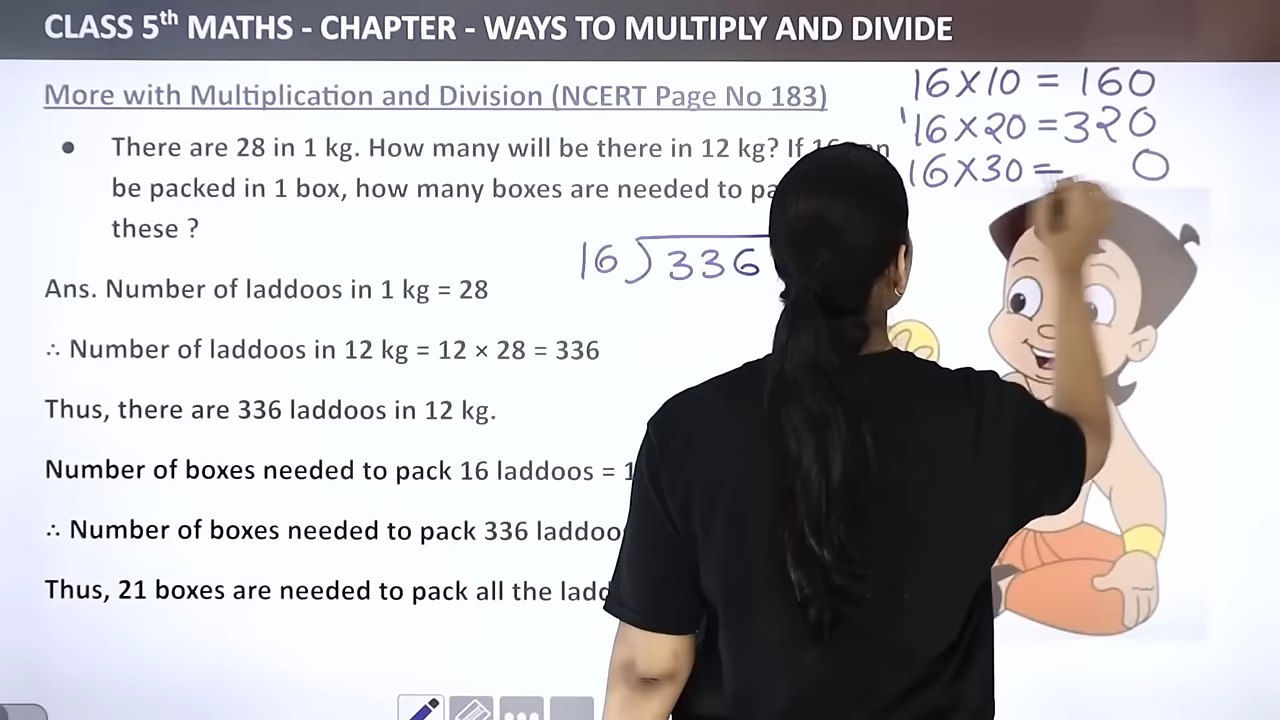 CLASS 5th MATHS - CHAPTER - WAYS TO MULTIPLY AND DIVIDE
More with Multiplication and Division (NCERT Page No 183)
• There are 28 in 1 kg. How many will be there in 12 kg? If
be packed in 1 box, how many boxes are needed to
these ?
Ans. Number of laddoos in 1 kg = 28
∴ Number of laddoos in 12 kg = 12 × 28 = 336
Thus, there are 336 laddoos in 12 kg.
Number of boxes needed to pack 16 laddoos = 1
∴ Number of boxes needed to pack 336
Thus, 21 boxes are needed to pack all the
16 ) 336
16 × 10 = 160
16 × 20 = 320
16 × 30 = 0